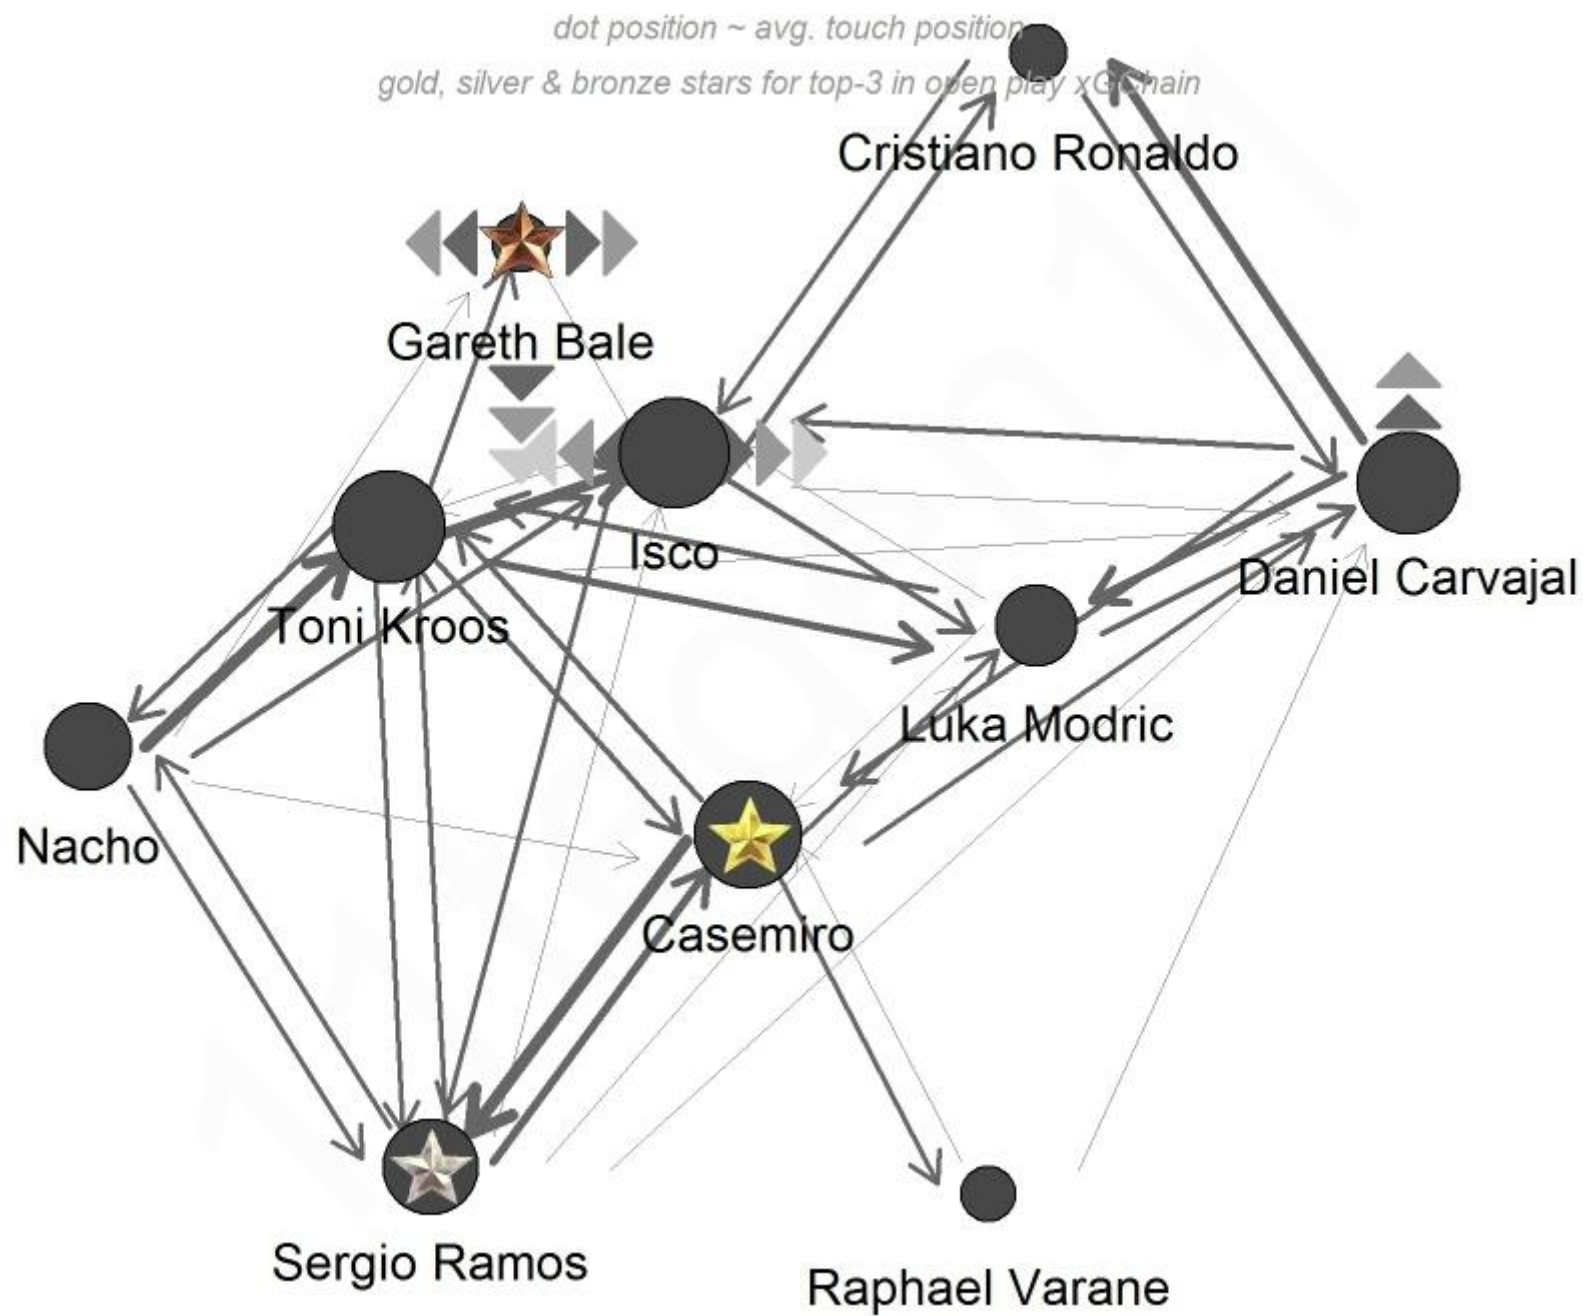 dot position ~ avg. touch position
gold, silver & bronze stars for top-3 in open play xGChain
Cristiano Ronaldo
Gareth Bale
Isco
Daniel Carvajal
Toni Kroos
Luka Modric
Nacho
Casemiro
Sergio Ramos
Raphael Varane